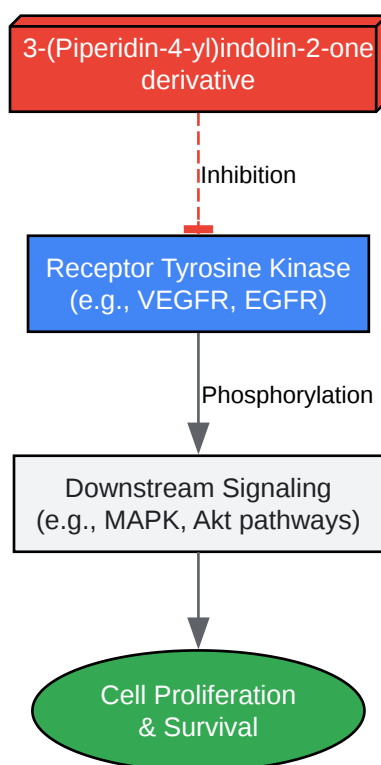 3-(Piperidin-4-yl)indolin-2-one
derivative
Inhibition
Receptor Tyrosine Kinase
(e.g., VEGFR, EGFR)
Phosphorylation
Downstream Signaling
(e.g., MAPK, Akt pathways)
Cell Proliferation
& Survival